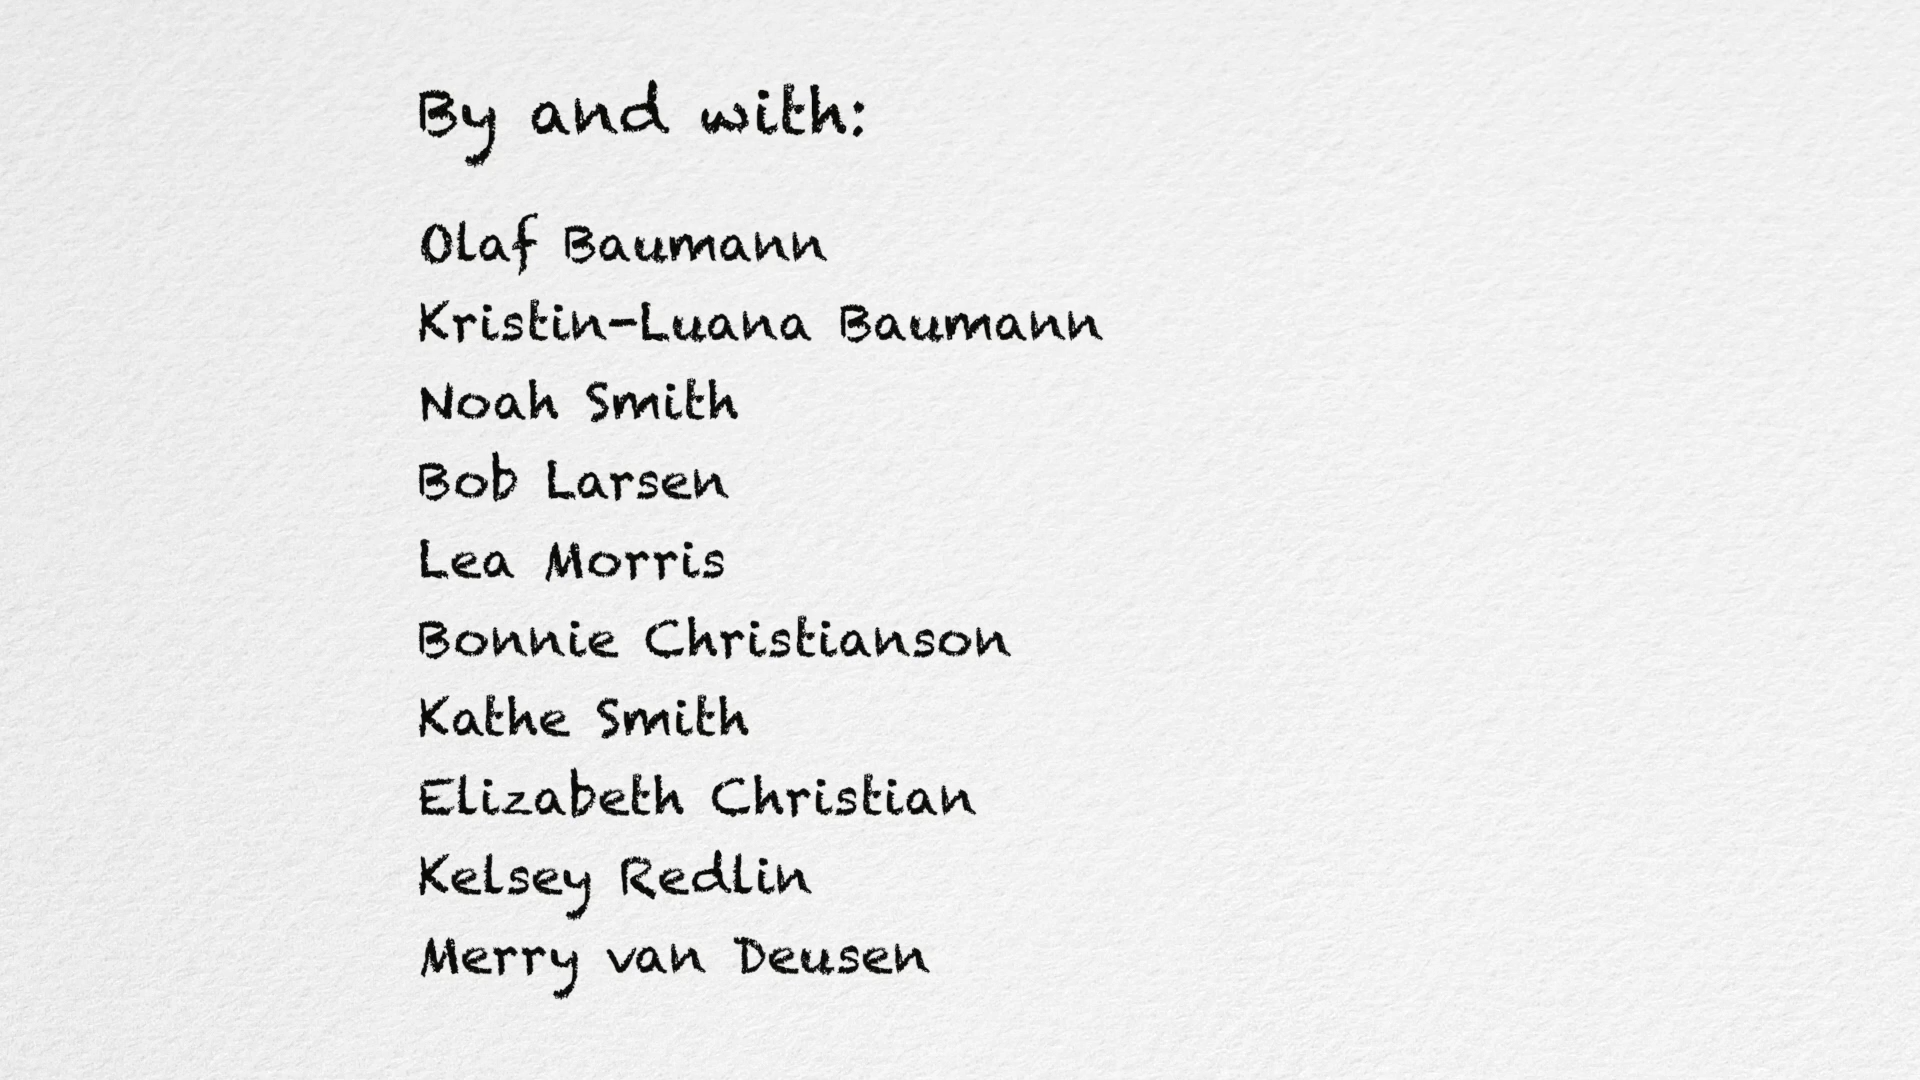 By and with:
Olaf Baumann
Kristin-Luana Baumann
Noah Smith
Bob Larsen
Lea Morris
Bonnie Christianson
Kathe Smith
Elizabeth Christian
Kelsey Redlin
Merry van Deusen